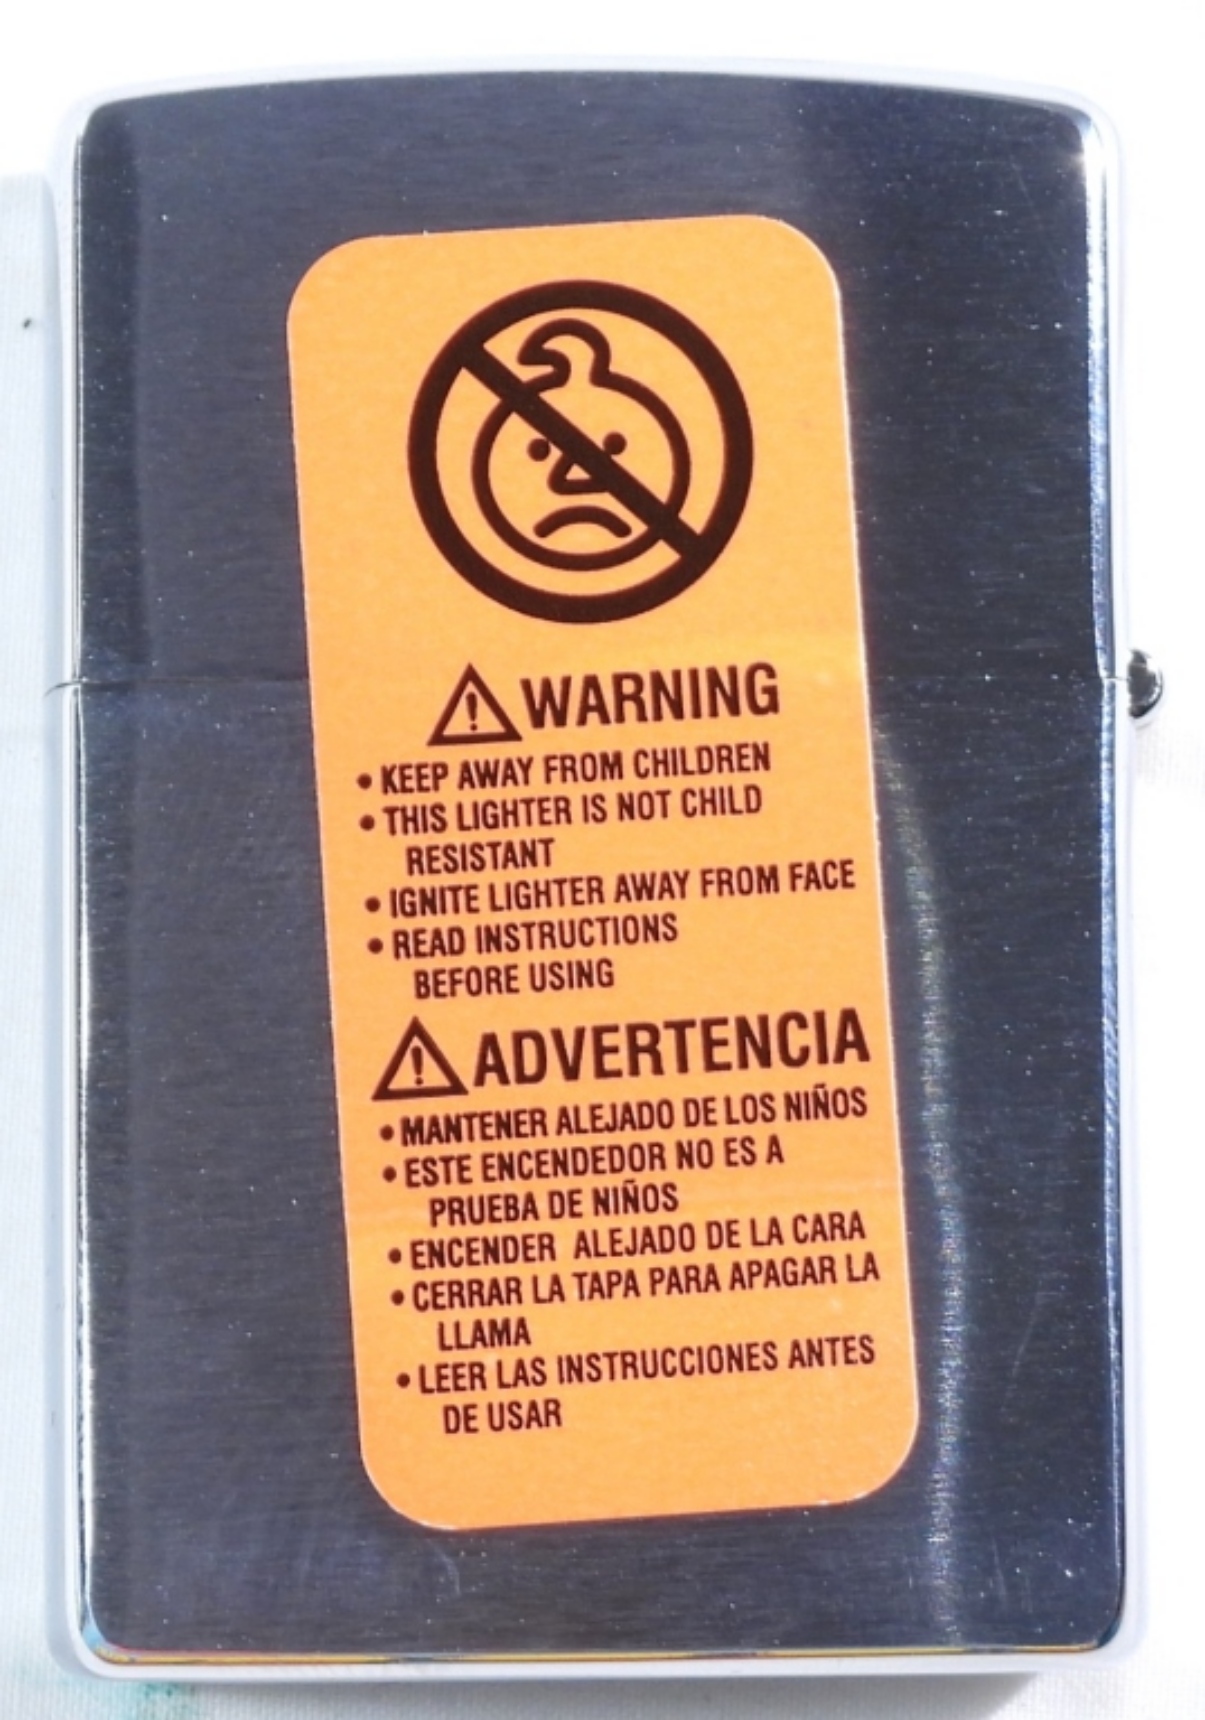 WARNING
• KEEP AWAY FROM CHILDREN
• THIS LIGHTER IS NOT CHILD
RESISTANT
• IGNITE LIGHTER AWAY FROM FACE
• READ INSTRUCTIONS
BEFORE USING
ADVERTENCIA
• MANTENER ALEJADO DE LOS NIÑOS
• ESTE ENCENDEDOR NO ES A
PRUEBA DE NIÑOS
• ENCENDER ALEJADO DE LA CARA
• CERRAR LA TAPA PARA APAGAR LA
LLAMA
• LEER LAS INSTRUCCIONES ANTES
DE USAR